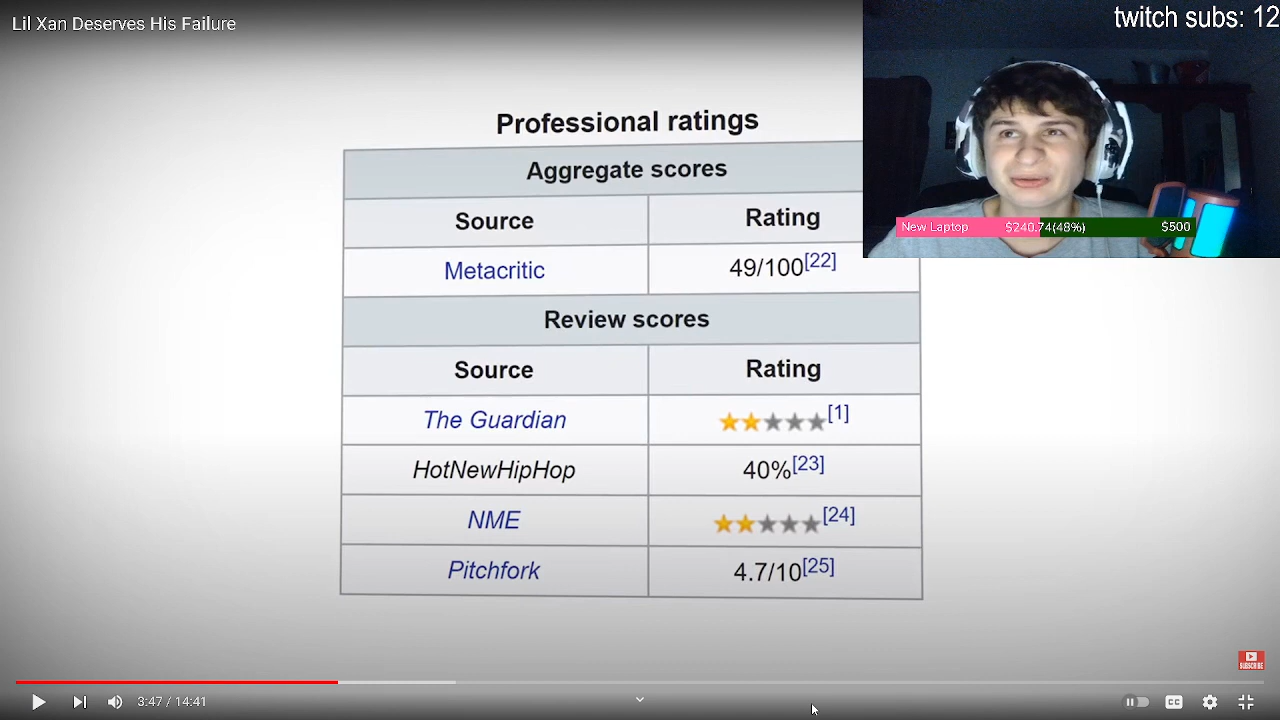 Lil Xan Deserves His Failure
twitch subs: 12
Professional ratings
Aggregate scores
Source Rating
Metacritic 49/100[22]
New Laptop $240.74(48%) $500
Review scores
Source Rating
The Guardian ★★★★★[1]
HotNewHipHop 40%[23]
NME ★★★★★[24]
Pitchfork 4.7/10[25]
SUBSCRIBE
3:47 / 14:41
CC